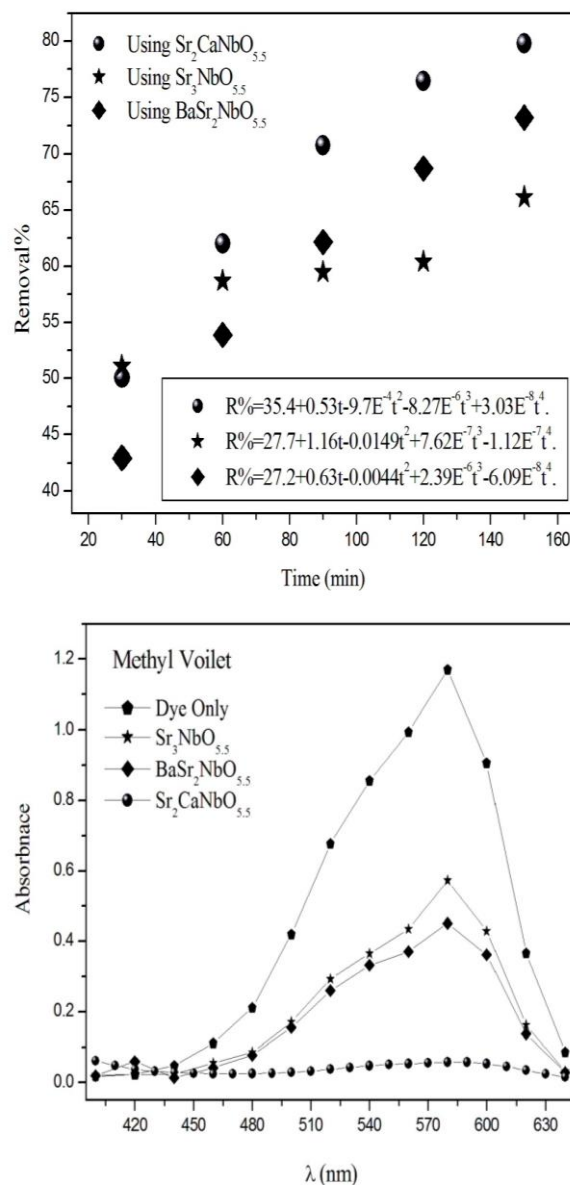 80
75
70
65
60
55
50
45
40
Removal%
Using Sr₂CaNbO₅.₅
Using Sr₃NbO₅.₅
Using BaSr₂NbO₅.₅
R%=35.4+0.53t-9.7E⁻⁴t²-8.27E⁻⁶t³+3.03E⁻⁸t⁴.
R%=27.7+1.16t-0.0149t²+7.62E⁻⁷t³-1.12E⁻⁷t⁴.
R%=27.2+0.63t-0.0044t²+2.39E⁻⁶t³-6.09E⁻⁸t⁴.
20 40 60 80 100 120 140 160
Time (min)
1.2
1.0
0.8
0.6
0.4
0.2
0.0
Absorbnace
Methyl Voilet
Dye Only
Sr₃NbO₅.₅
BaSr₂NbO₅.₅
Sr₂CaNbO₅.₅
420 450 480 510 540 570 600 630
λ (nm)